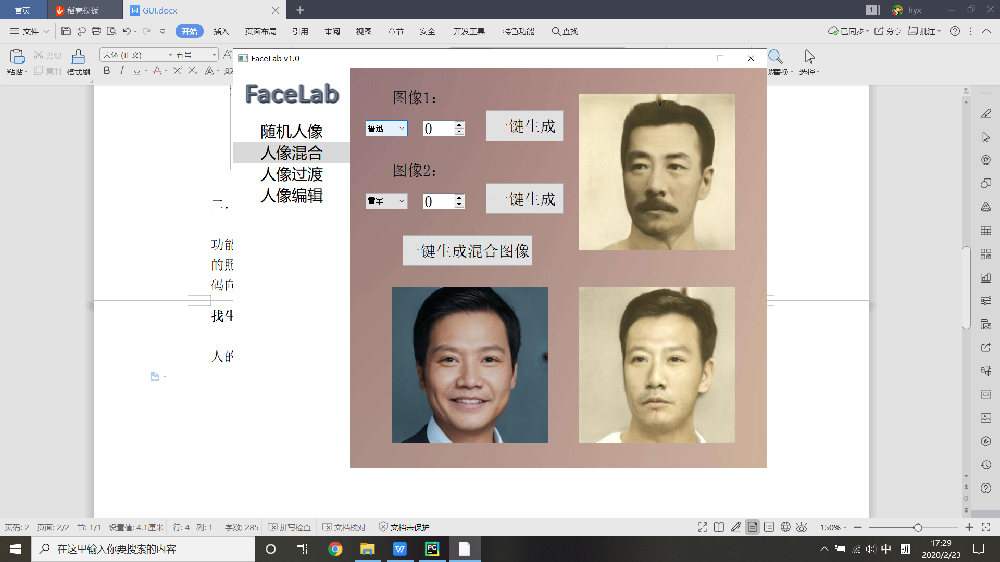 首页
稻壳模板
GUI.docx
1
hyx
文件
开始
插入
页面布局
引用
审阅
视图
章节
安全
开发工具
特色功能
查找
已同步
分享
批注
粘贴
剪切
复制
格式刷
宋体 (正文)
五号
找替换
选择
FaceLab v1.0
FaceLab
随机人像
人像混合
人像过渡
人像编辑
图像1：
鲁迅
0
一键生成
图像2：
雷军
0
一键生成
一键生成混合图像
二.
功能
的照
码向
找生
人的
页码: 2
页面: 2/2
节: 1/1
设置值: 4.1厘米
行: 4
列: 1
字数: 285
拼写检查
文档校对
文档未保护
150%
在这里输入你要搜索的内容
中
拼
17:29
2020/2/23